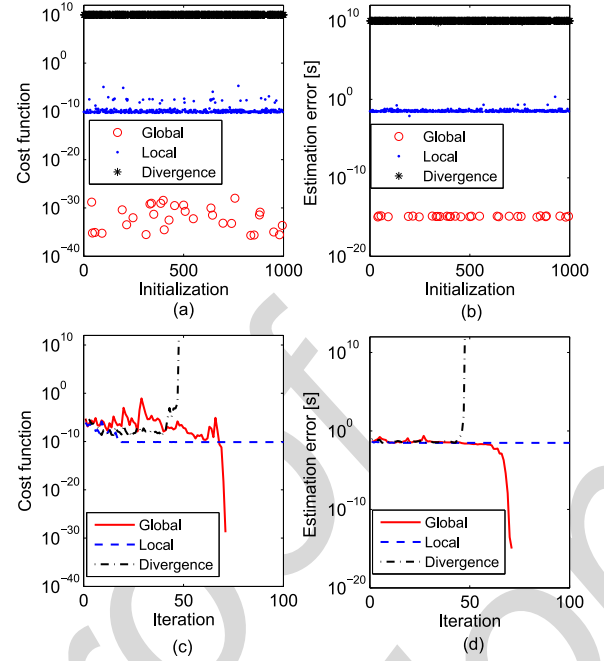 Cost function
10^10
10^0
10^-10
10^-20
10^-30
10^-40
Global
Local
Divergence
0
500
1000
Initialization
(a)
Estimation error [s]
10^10
10^0
10^-10
10^-20
Global
Local
Divergence
0
500
1000
Initialization
(b)
Cost function
10^10
10^0
10^-10
10^-20
10^-30
10^-40
Global
Local
Divergence
0
50
100
Iteration
(c)
Estimation error [s]
10^10
10^0
10^-10
10^-20
Global
Local
Divergence
0
50
100
Iteration
(d)